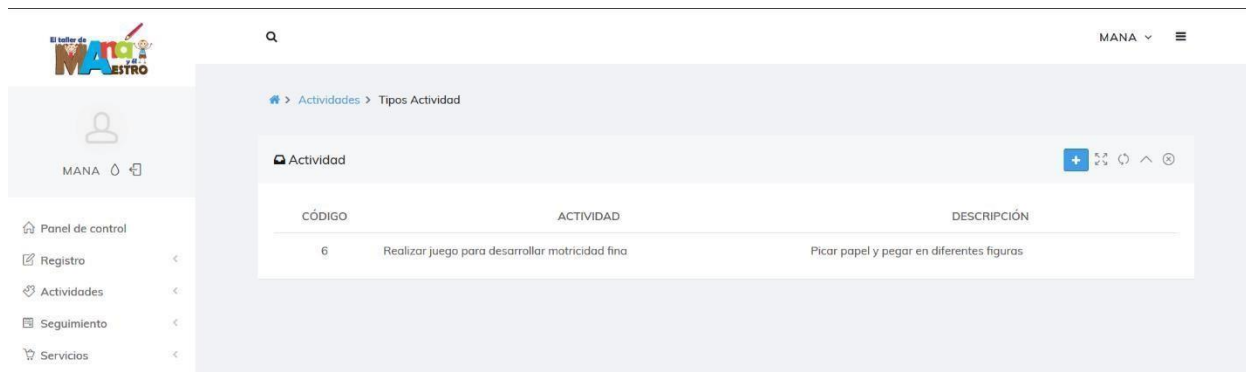 El taller de
Maná
y el
MAESTRO
MANA
MANA
Panel de control
Registro
Actividades
Seguimiento
Servicios
Actividades > Tipos Actividad
Actividad
CÓDIGO ACTIVIDAD DESCRIPCIÓN
6 Realizar juego para desarrollar motricidad fina Picar papel y pegar en diferentes figuras